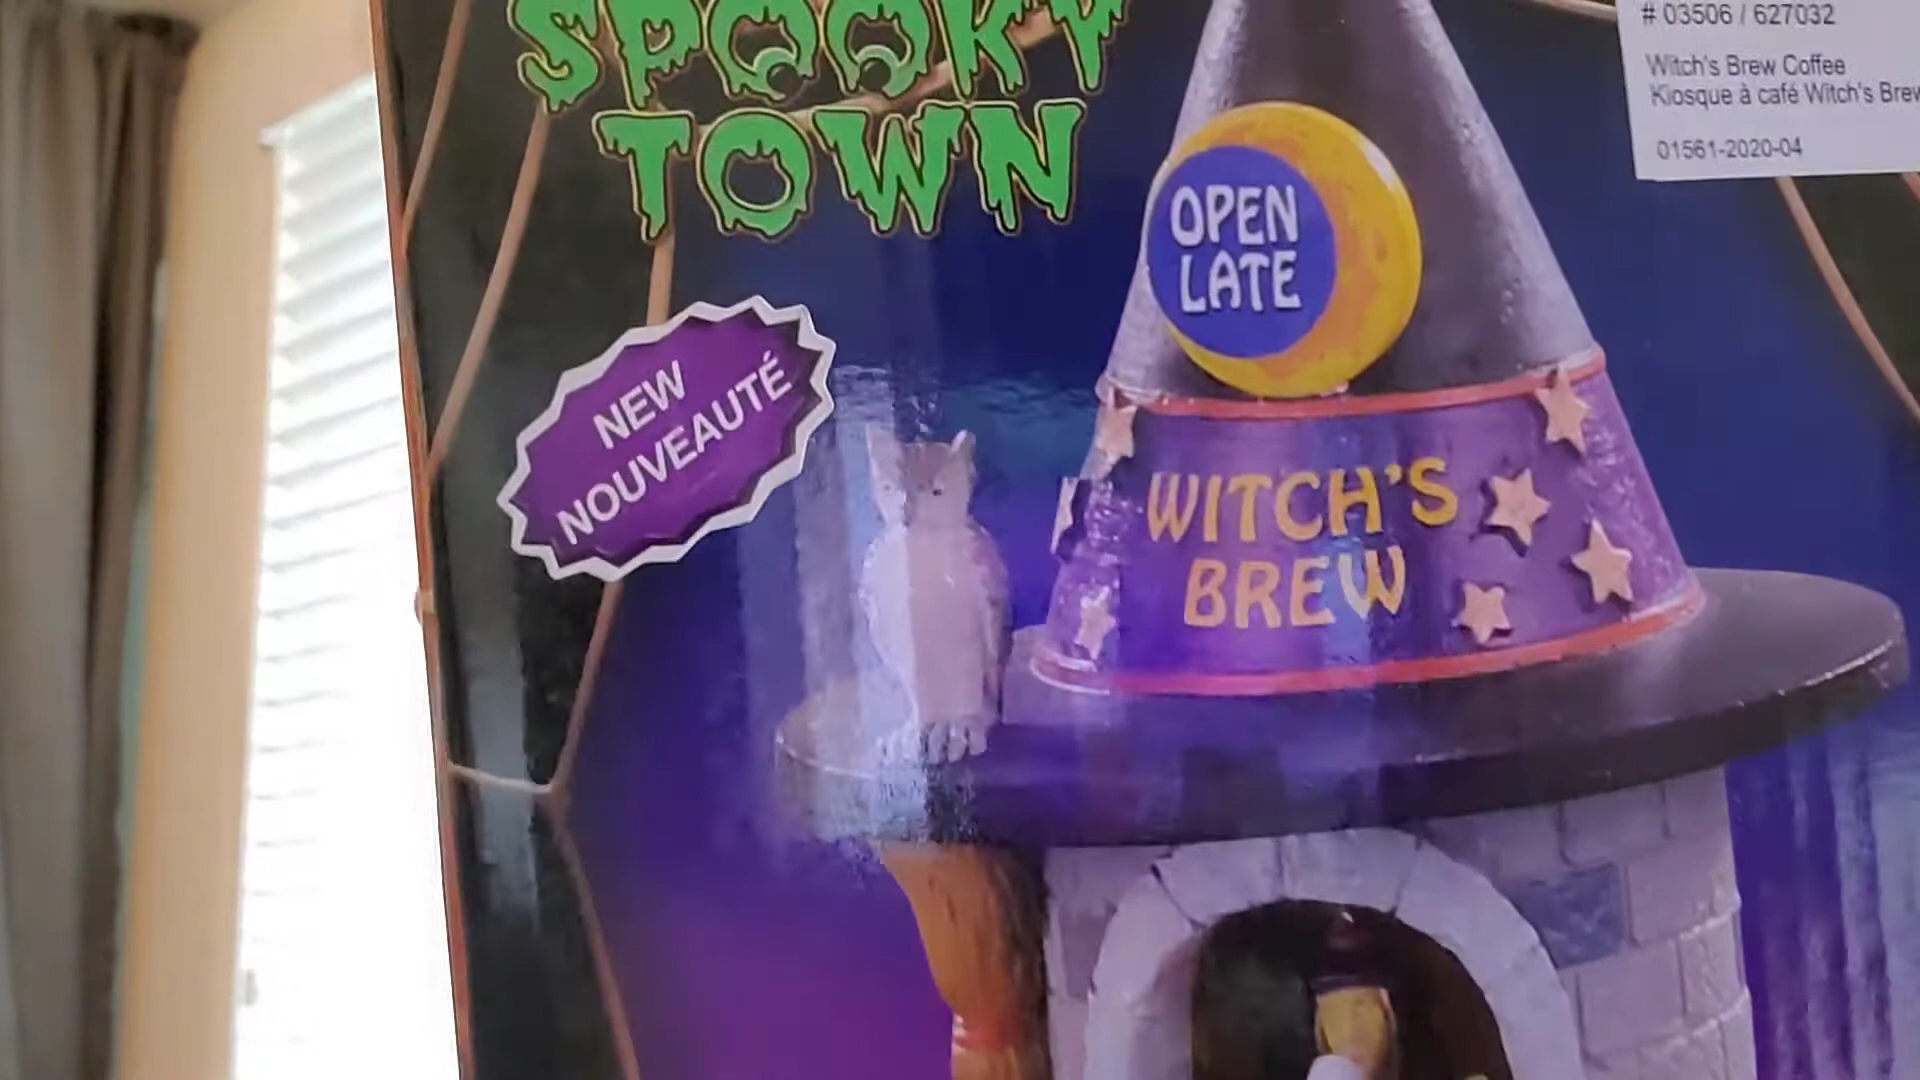 SPOOKY
TOWN
# 03506 / 627032
Witch's Brew Coffee
Kiosque à café Witch's Brew
01561-2020-04
OPEN
LATE
NEW
NOUVEAUTÉ
WITCH'S
BREW